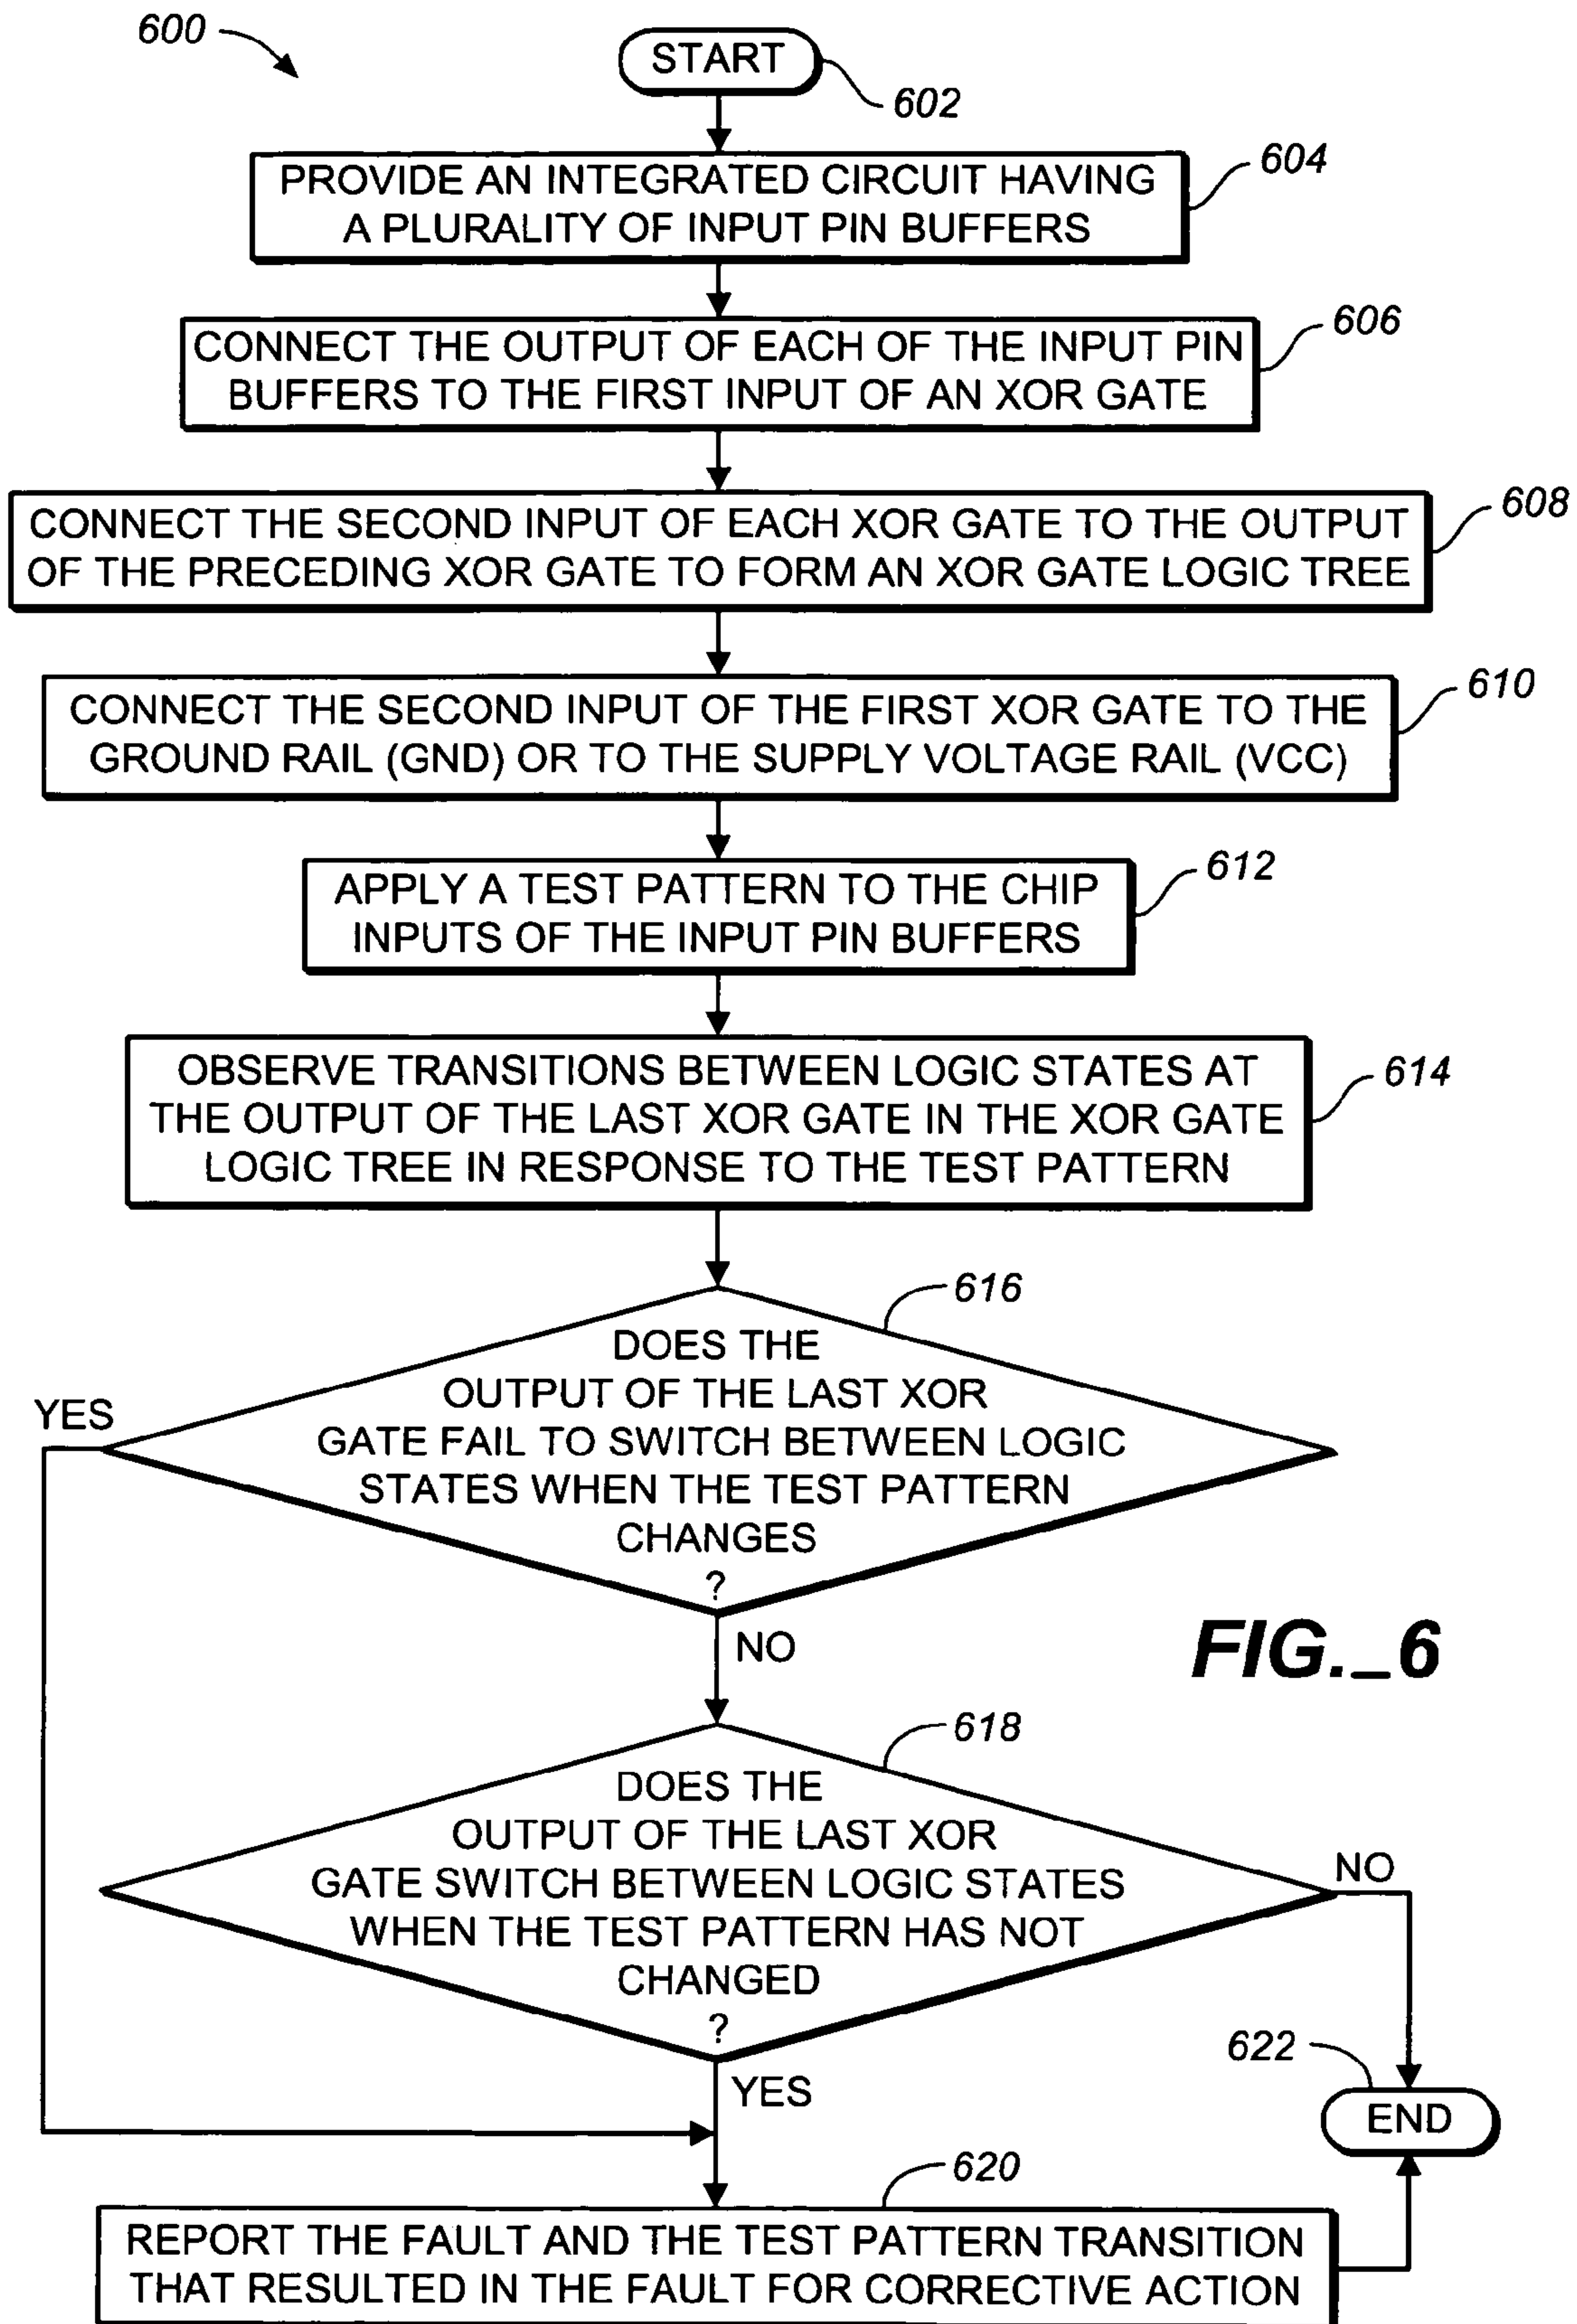 600
START
602
PROVIDE AN INTEGRATED CIRCUIT HAVING
A PLURALITY OF INPUT PIN BUFFERS
604
CONNECT THE OUTPUT OF EACH OF THE INPUT PIN
BUFFERS TO THE FIRST INPUT OF AN XOR GATE
606
CONNECT THE SECOND INPUT OF EACH XOR GATE TO THE OUTPUT
OF THE PRECEDING XOR GATE TO FORM AN XOR GATE LOGIC TREE
608
CONNECT THE SECOND INPUT OF THE FIRST XOR GATE TO THE
GROUND RAIL (GND) OR TO THE SUPPLY VOLTAGE RAIL (VCC)
610
APPLY A TEST PATTERN TO THE CHIP
INPUTS OF THE INPUT PIN BUFFERS
612
OBSERVE TRANSITIONS BETWEEN LOGIC STATES AT
THE OUTPUT OF THE LAST XOR GATE IN THE XOR GATE
LOGIC TREE IN RESPONSE TO THE TEST PATTERN
614
616
DOES THE
OUTPUT OF THE LAST XOR
GATE FAIL TO SWITCH BETWEEN LOGIC
STATES WHEN THE TEST PATTERN
CHANGES
?
YES
NO
FIG._6
618
DOES THE
OUTPUT OF THE LAST XOR
GATE SWITCH BETWEEN LOGIC STATES
WHEN THE TEST PATTERN HAS NOT
CHANGED
?
NO
YES
622
END
620
REPORT THE FAULT AND THE TEST PATTERN TRANSITION
THAT RESULTED IN THE FAULT FOR CORRECTIVE ACTION